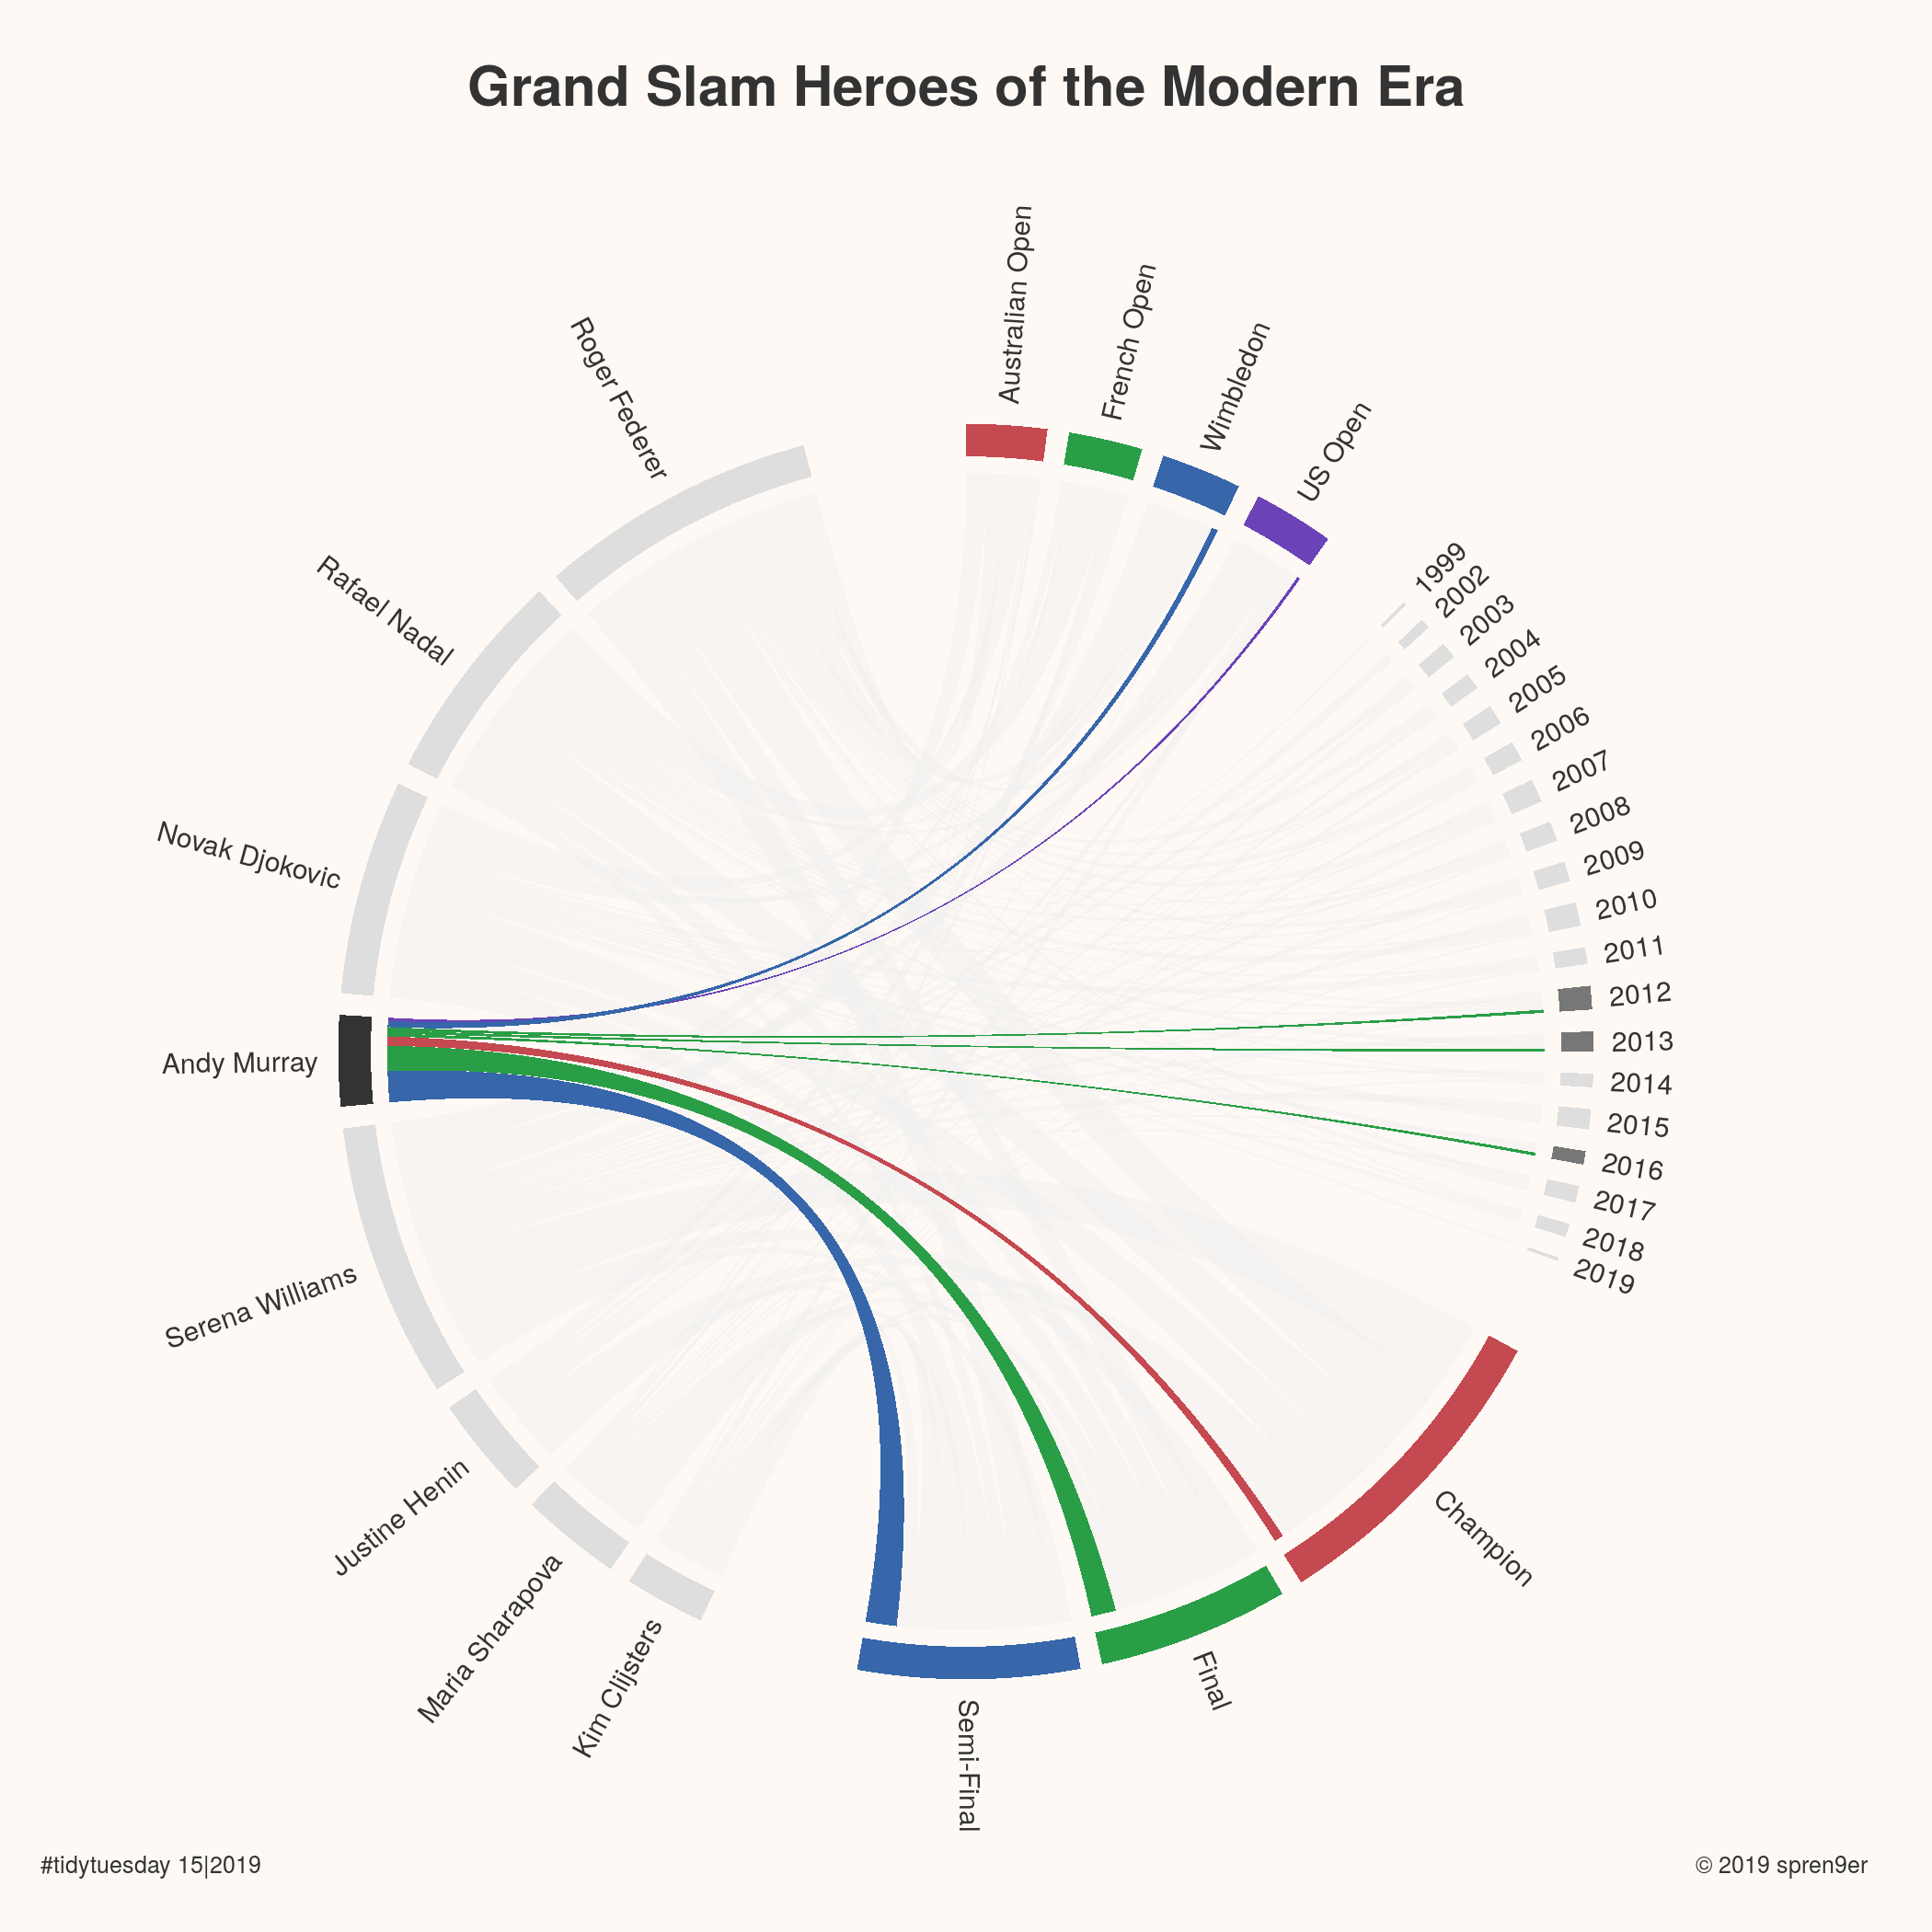 Grand Slam Heroes of the Modern Era
Australian Open
French Open
Wimbledon
US Open
1999
2002
2003
2004
2005
2006
2007
2008
2009
2010
2011
2012
2013
2014
2015
2016
2017
2018
2019
Champion
Final
Semi-Final
Kim Clijsters
Maria Sharapova
Justine Henin
Serena Williams
Andy Murray
Novak Djokovic
Rafael Nadal
Roger Federer
#tidytuesday 15|2019
© 2019 spren9er